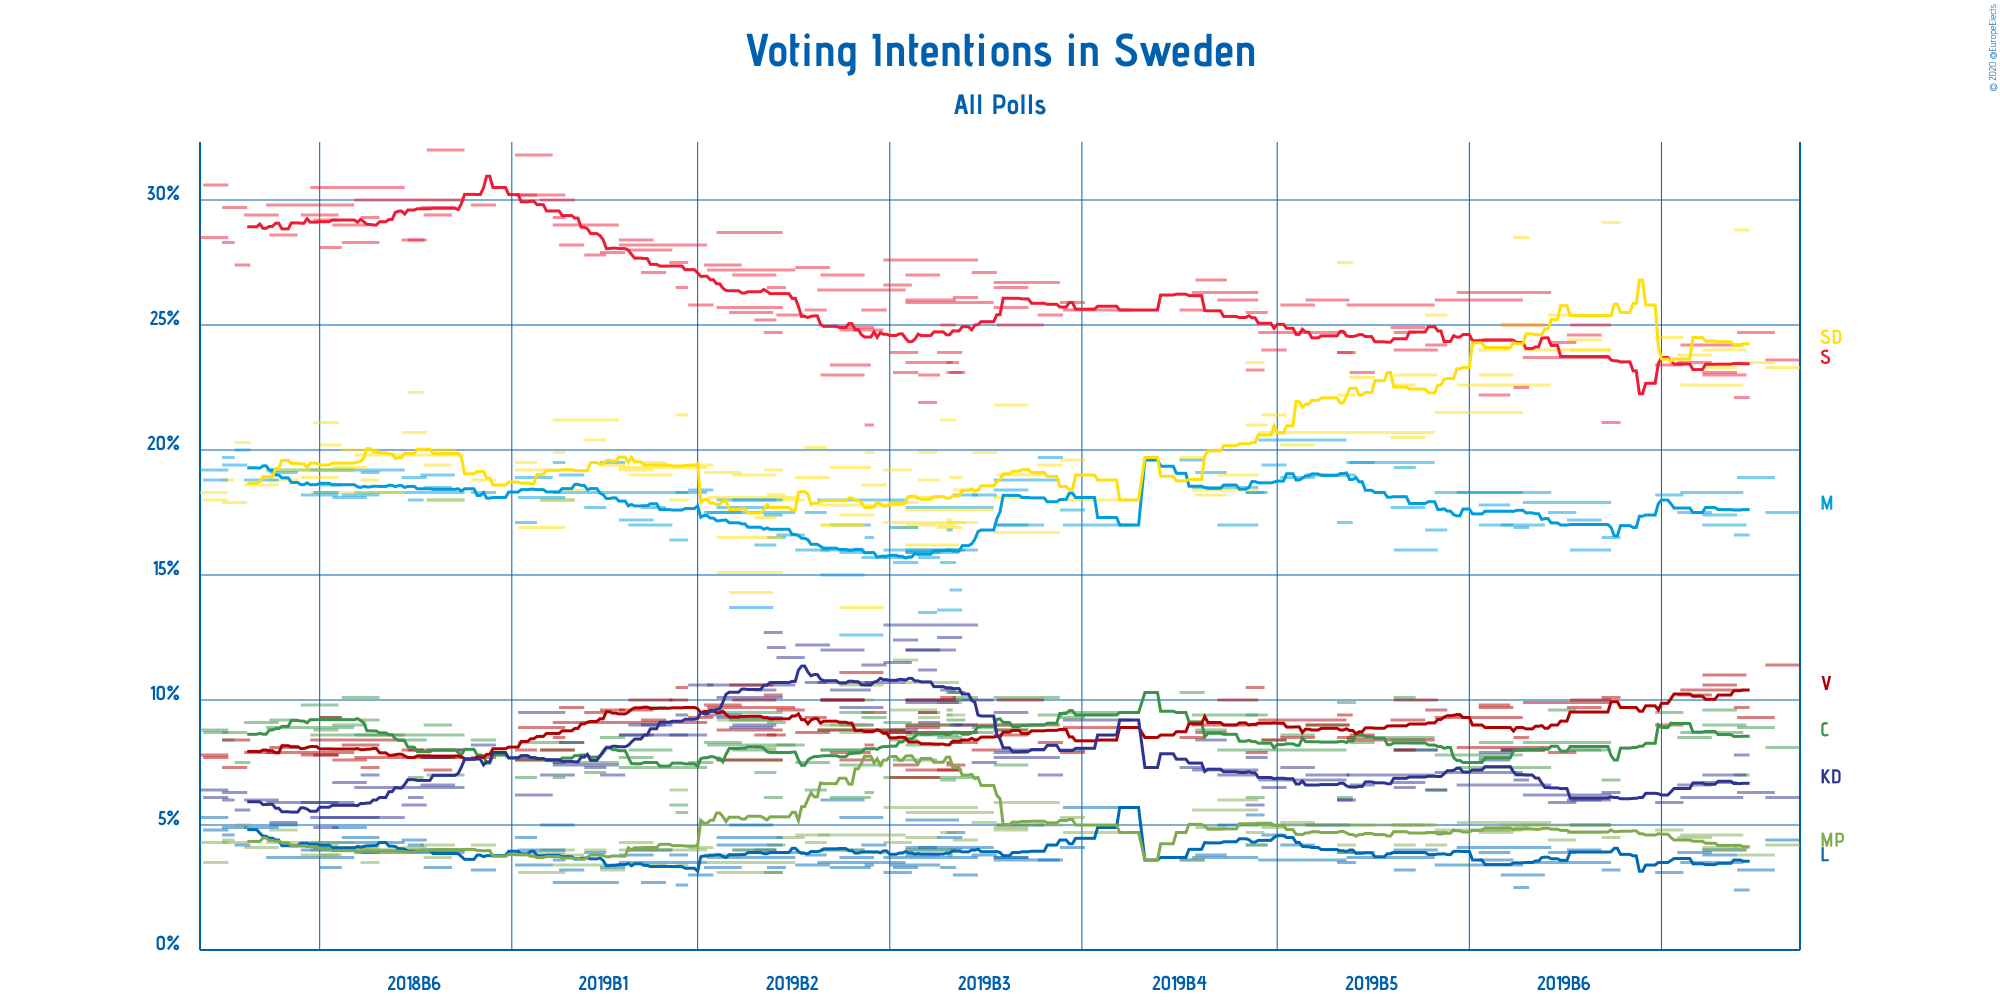 Voting Intentions in Sweden
All Polls
© 2020 @EuropeElects
30%
25%
20%
15%
10%
5%
0%
SD
S
M
V
C
KD
MP
L
2018B6 2019B1 2019B2 2019B3 2019B4 2019B5 2019B6